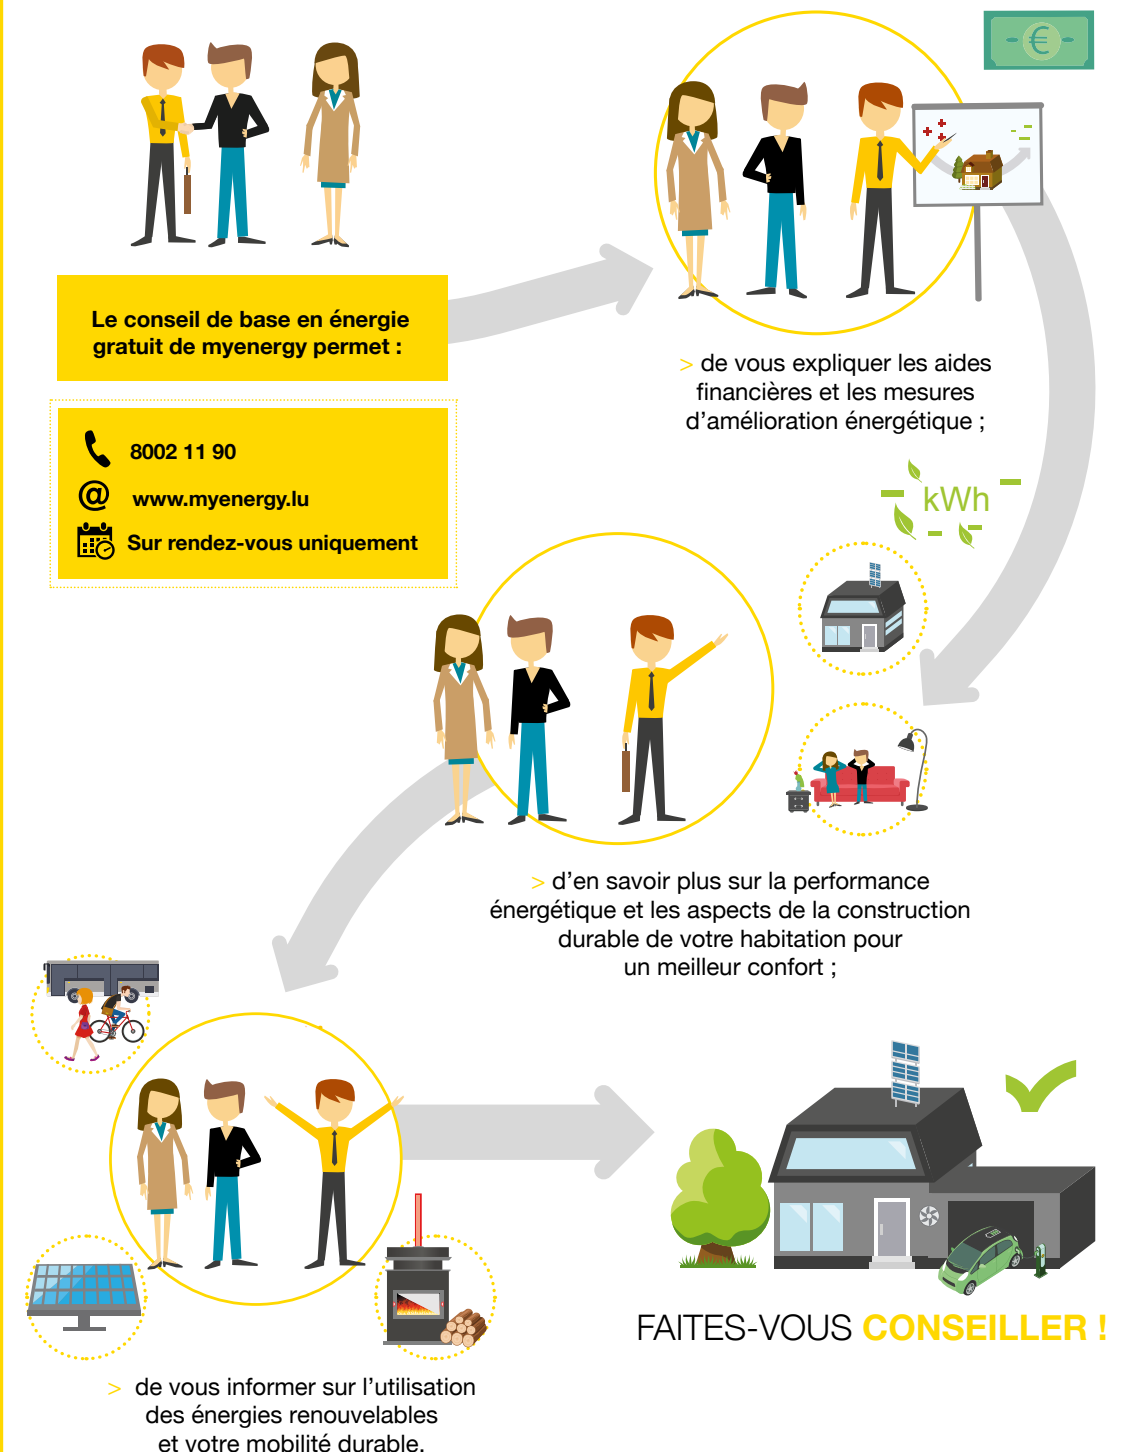 Le conseil de base en énergie
gratuit de myenergy permet :
8002 11 90
www.myenergy.lu
Sur rendez-vous uniquement
> de vous expliquer les aides
financières et les mesures
d’amélioration énergétique ;
kWh
> d’en savoir plus sur la performance
énergétique et les aspects de la construction
durable de votre habitation pour
un meilleur confort ;
> de vous informer sur l’utilisation
des énergies renouvelables
et votre mobilité durable.
FAITES-VOUS CONSEILLER !